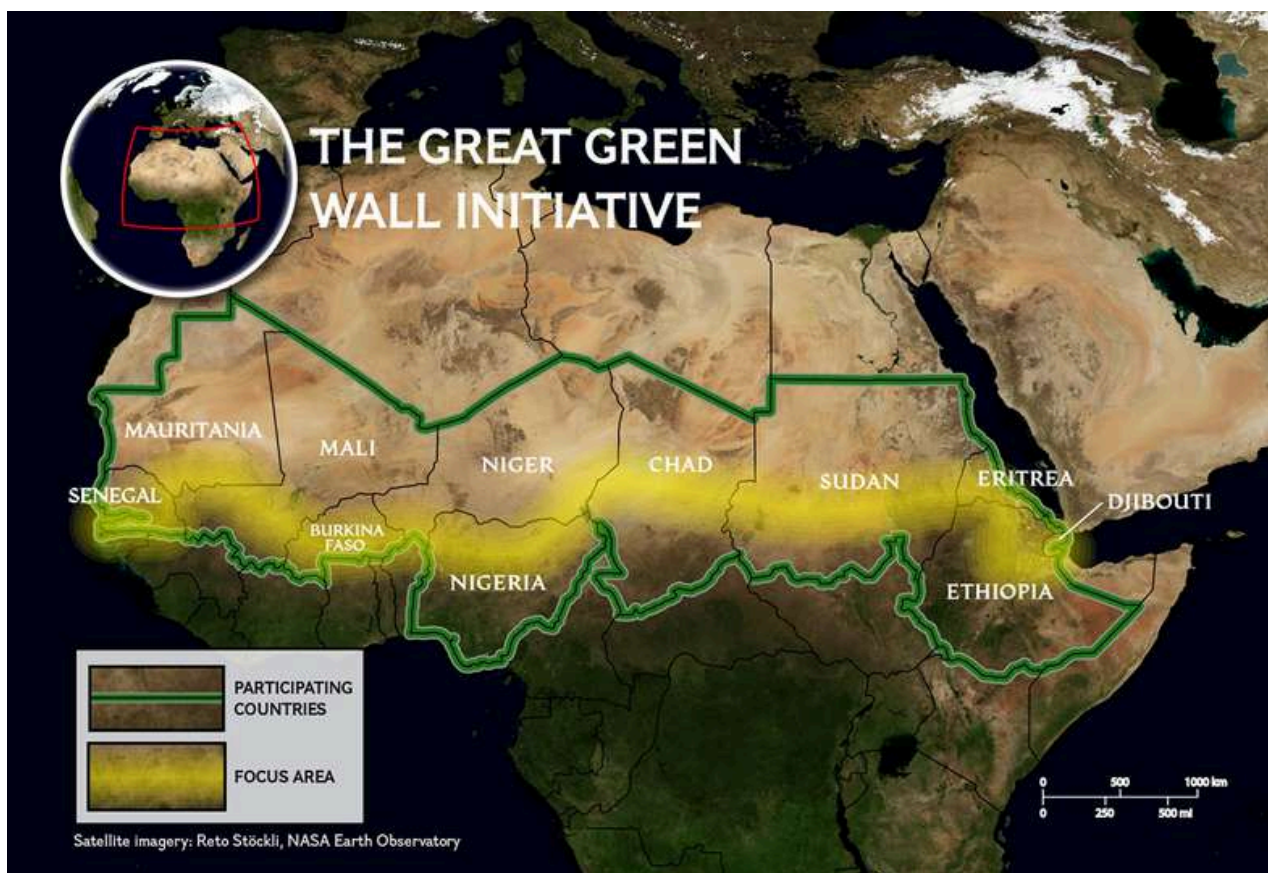 THE GREAT GREEN
WALL INITIATIVE
MAURITANIA
MALI
NIGER
CHAD
SUDAN
ERITREA
DJIBOUTI
SENEGAL
BURKINA
FASO
NIGERIA
ETHIOPIA
PARTICIPATING
COUNTRIES
FOCUS AREA
0 500 1000 km
0 250 500 mi
Satellite imagery: Reto Stöckli, NASA Earth Observatory